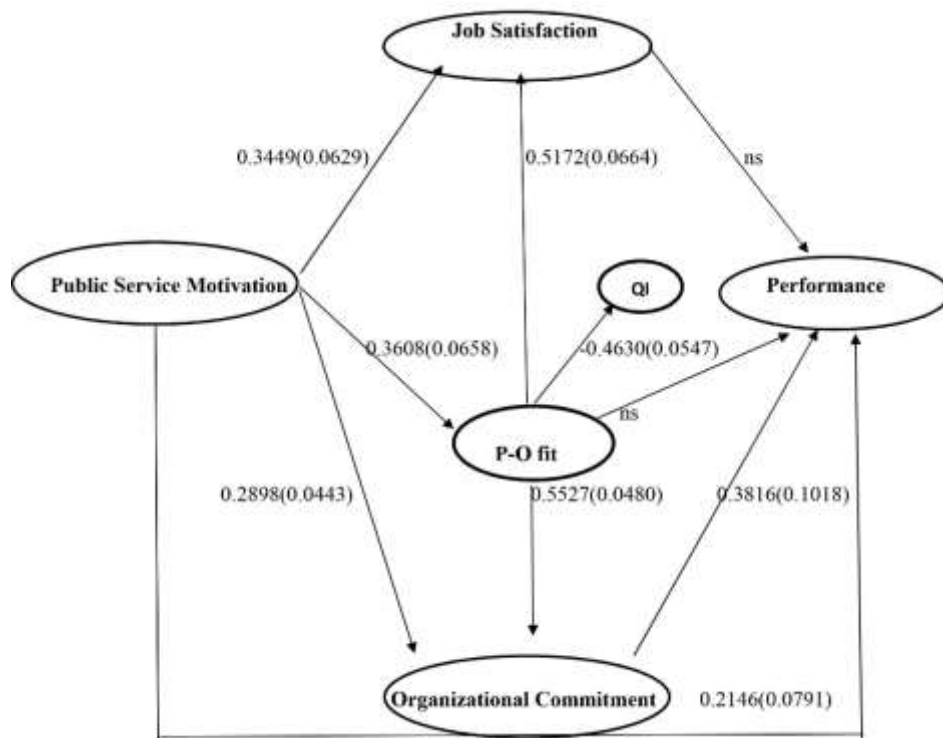 Job Satisfaction
0.3449(0.0629)
0.5172(0.0664)
ns
Public Service Motivation
QI
Performance
0.3608(0.0658)
-0.4630(0.0547)
ns
P-O fit
0.2898(0.0443)
0.5527(0.0480)
0.3816(0.1018)
Organizational Commitment
0.2146(0.0791)